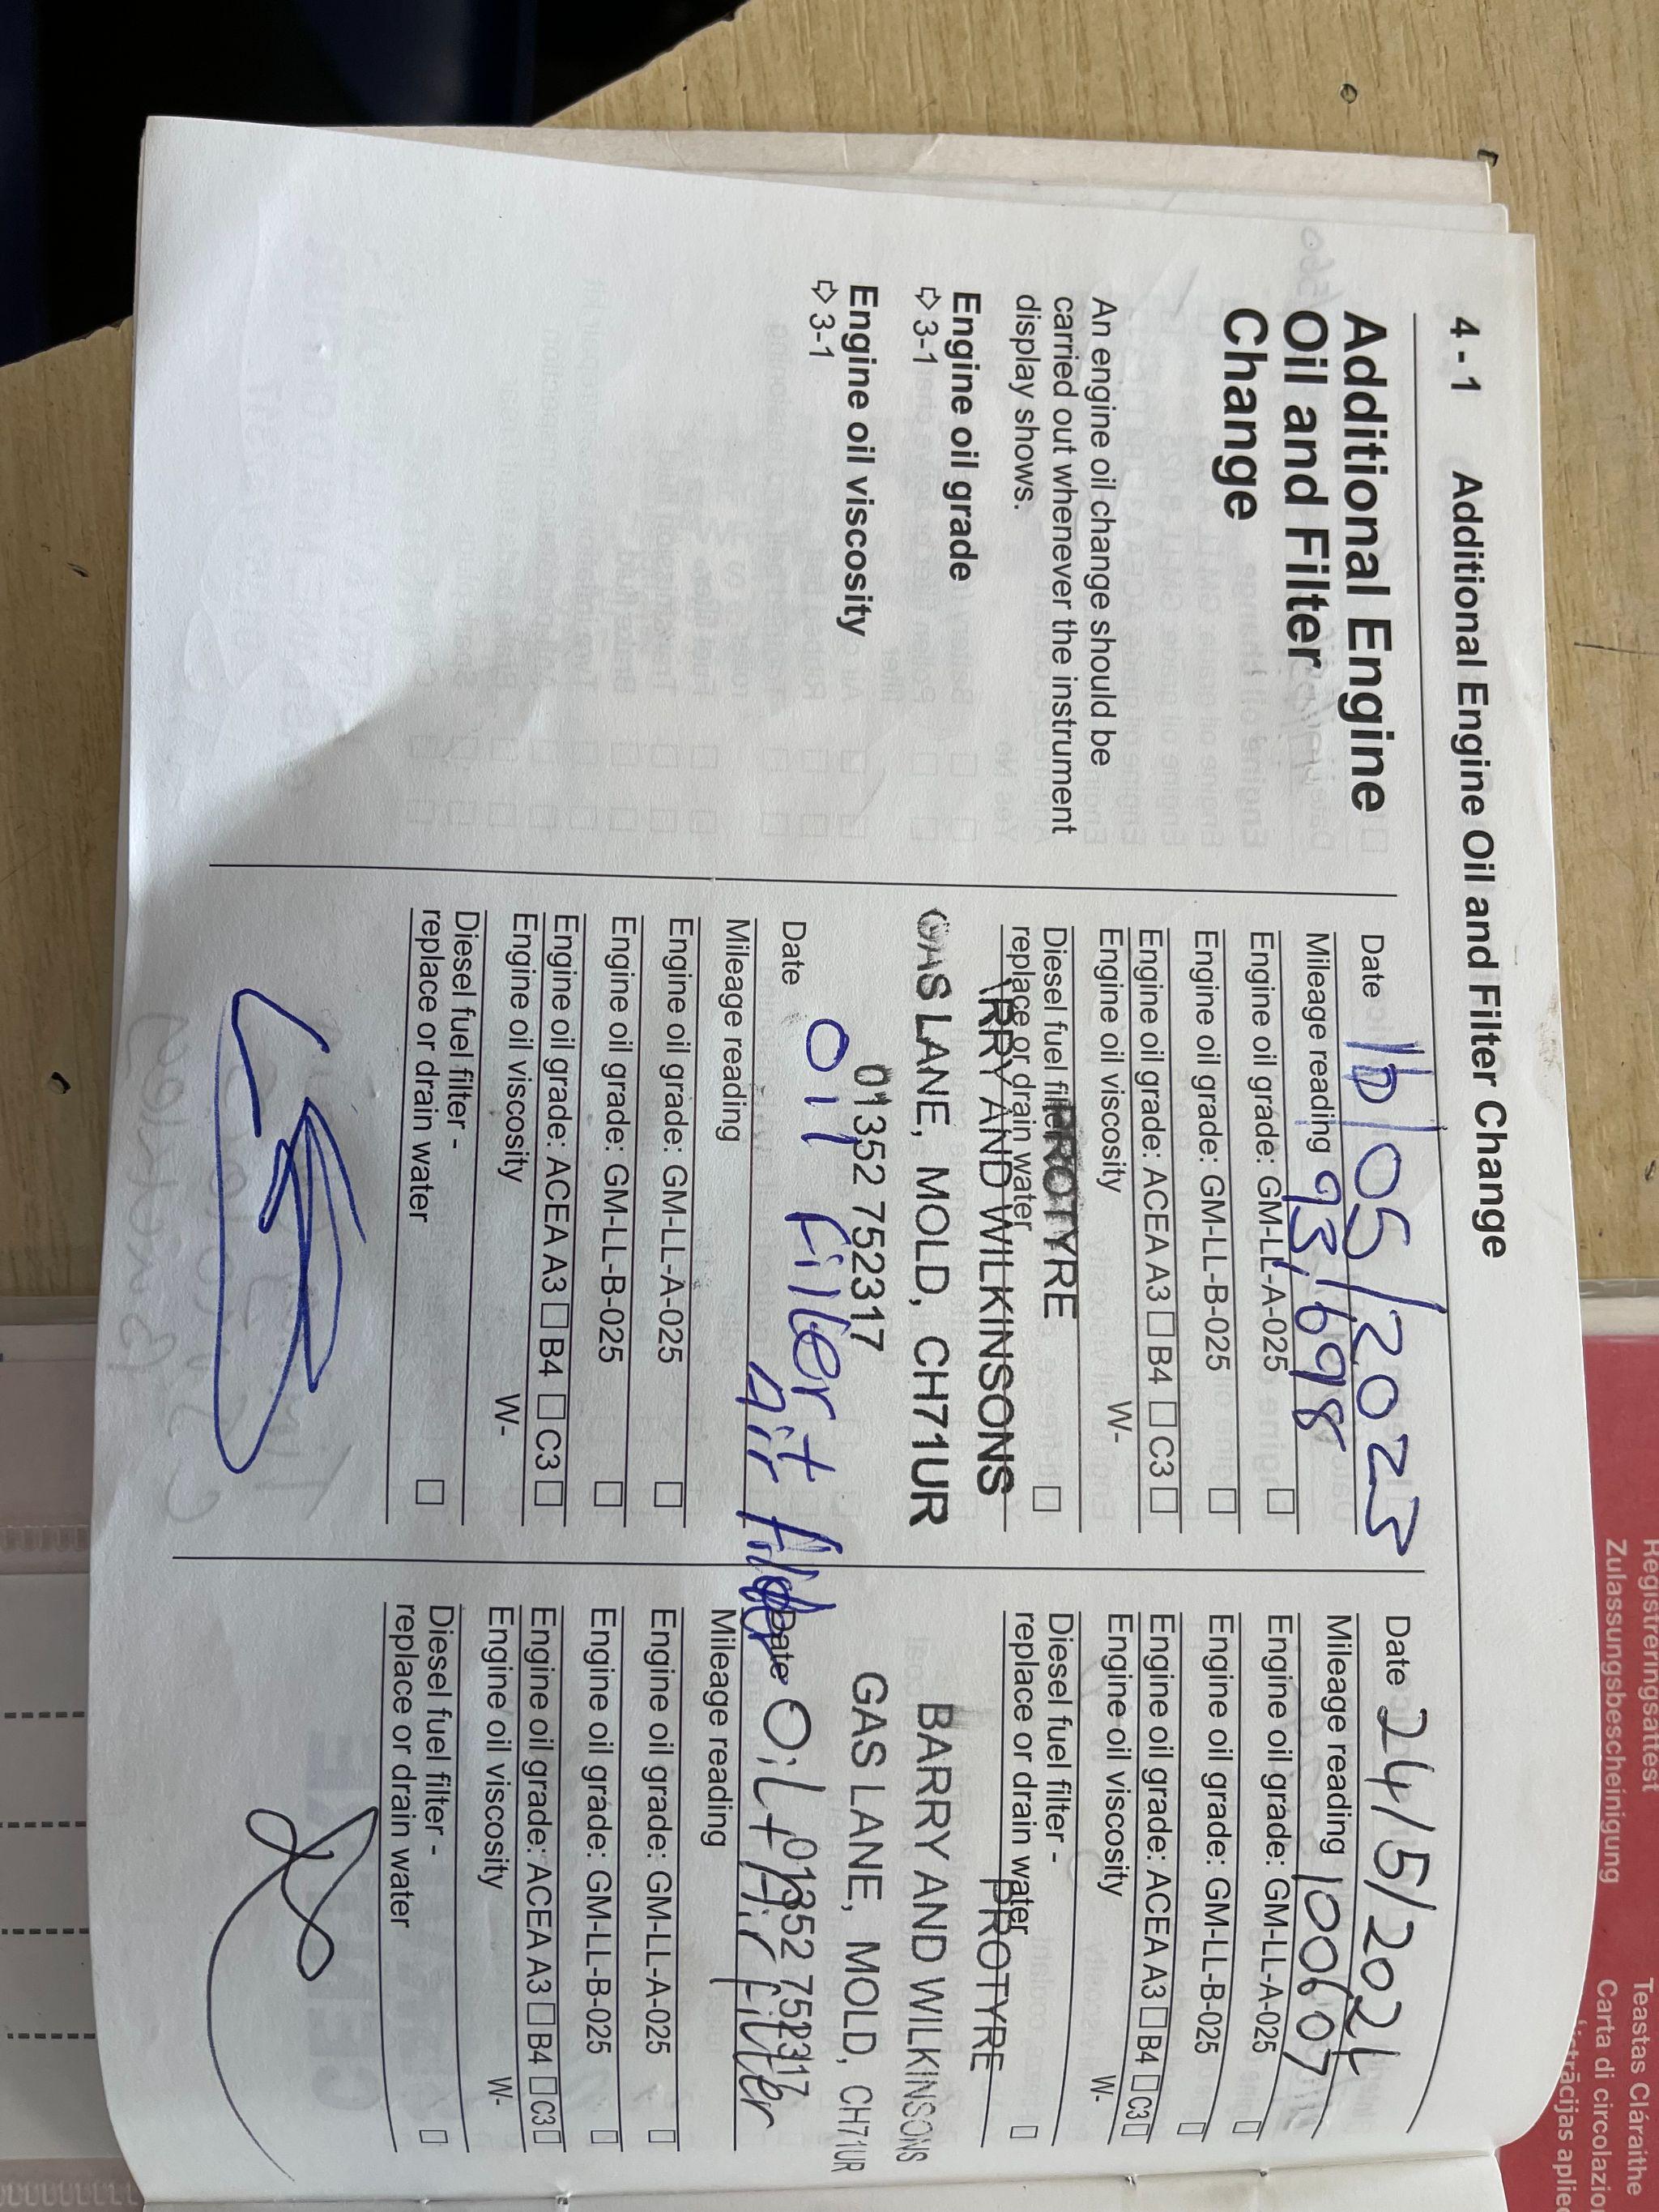 4 - 1 Additional Engine Oil and Filter Change
Additional Engine
Oil and Filter
Change
An engine oil change should be
carried out whenever the instrument
display shows.
Engine oil grade
⇨ 3-1
Engine oil viscosity
⇨ 3-1
Date 16/05/2023
Mileage reading 93,698
Engine oil grade: GM-LL-A-025 □
Engine oil grade: GM-LL-B-025 □
Engine oil grade: ACEA A3 □ B4 □ C3 □
Engine oil viscosity W-
Diesel fuel filter -
replace or drain water □
PROTYRE
RRY AND WILKINSONS
GAS LANE, MOLD, CH71UR
01352 752317
Date
Oil filter + Air filter
Mileage reading
Engine oil grade: GM-LL-A-025 □
Engine oil grade: GM-LL-B-025 □
Engine oil grade: ACEA A3 □ B4 □ C3 □
Engine oil viscosity W-
Diesel fuel filter -
replace or drain water □
Date 24/5/2024
Mileage reading 100607
Engine oil grade: GM-LL-A-025 □
Engine oil grade: GM-LL-B-025 □
Engine oil grade: ACEA A3 □ B4 □ C3 □
Engine oil viscosity W-
Diesel fuel filter -
replace or drain water □
PROTYRE
BARRY AND WILKINSONS
GAS LANE, MOLD, CH71UR
01352 752317
Date Oil + Air filter
Mileage reading
Engine oil grade: GM-LL-A-025 □
Engine oil grade: GM-LL-B-025 □
Engine oil grade: ACEA A3 □ B4 □ C3 □
Engine oil viscosity W-
Diesel fuel filter -
replace or drain water □
Registreringsattest
Zulassungsbescheinigung
Teastas Cláraithe
Carta di circolazio
istrācijas aplie